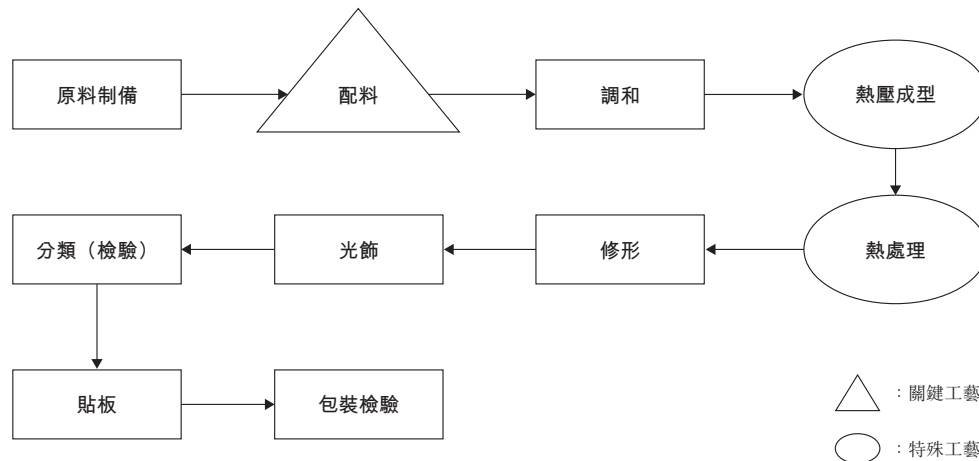 原料制備
配料
調和
熱壓成型
熱處理
修形
光飾
分類（檢驗）
貼板
包裝檢驗
：關鍵工藝
：特殊工藝